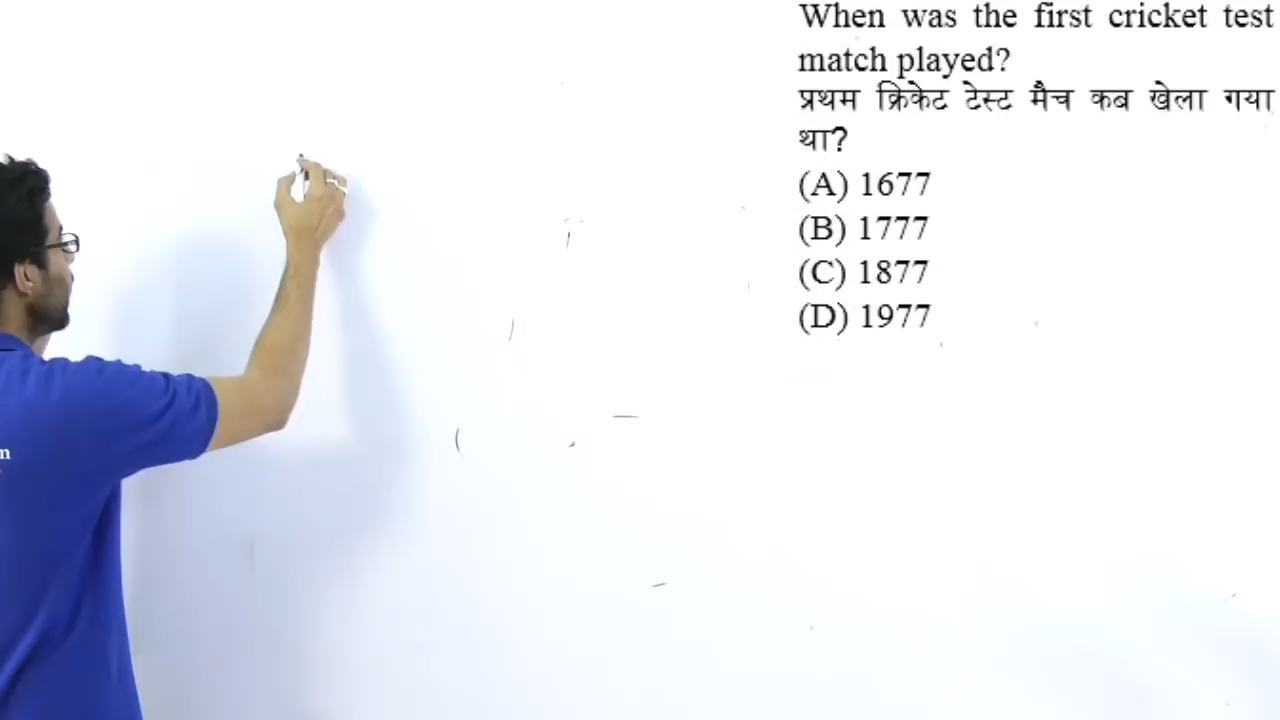 When was the first cricket test
match played?
प्रथम क्रिकेट टेस्ट मैच कब खेला गया
था?
(A) 1677
(B) 1777
(C) 1877
(D) 1977
m